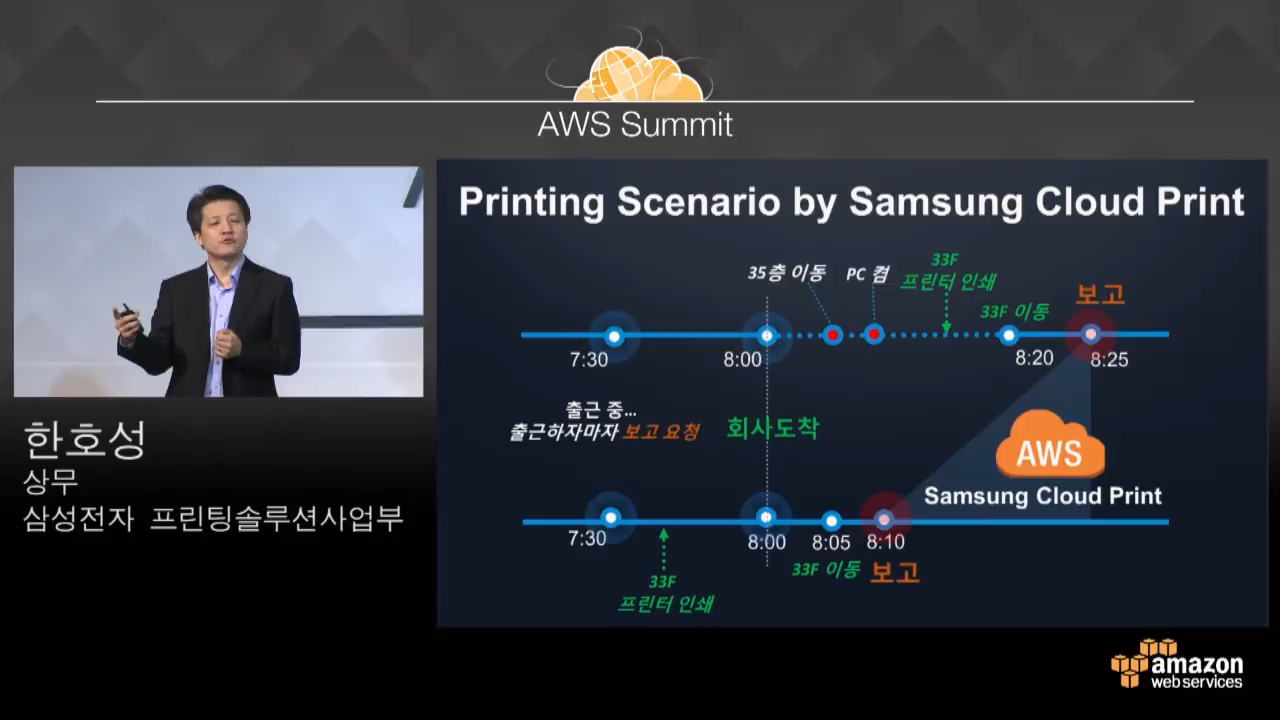 AWS Summit
한호성
상무
삼성전자 프린팅솔루션사업부
Printing Scenario by Samsung Cloud Print
35층 이동
PC 켬
33F
프린터 인쇄
33F 이동
보고
7:30
8:00
8:20
8:25
출근 중...
출근하자마자 보고 요청
회사도착
AWS
Samsung Cloud Print
7:30
8:00
8:05
8:10
33F
프린터 인쇄
33F 이동
보고
amazon
web services